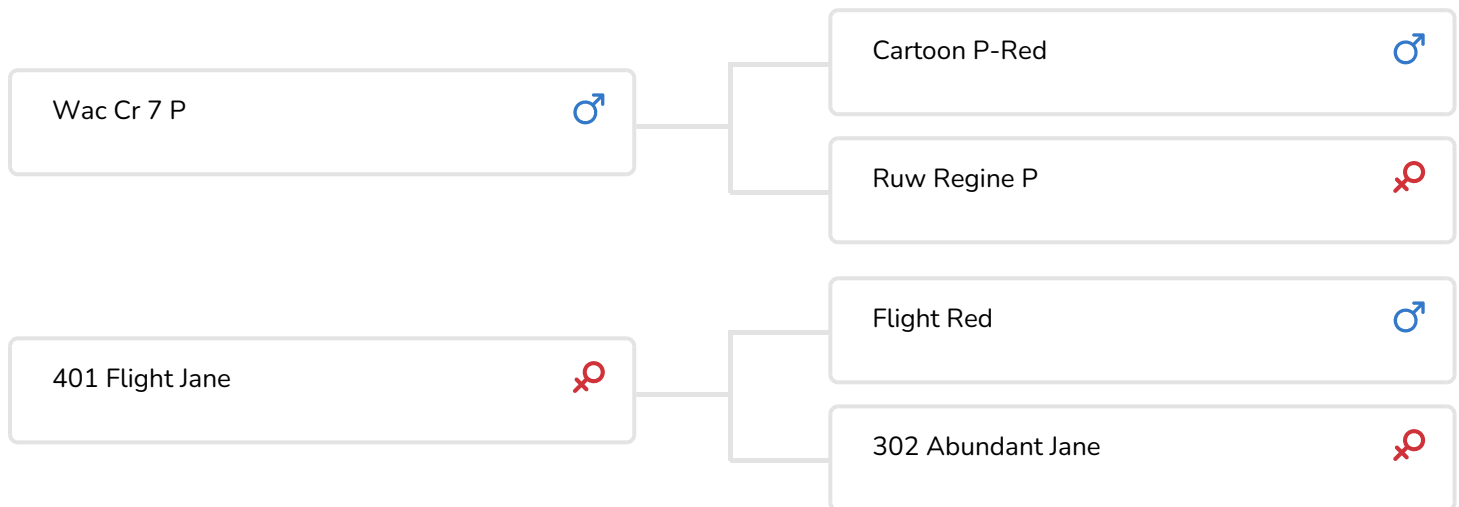 Cartoon P-Red
Wac Cr 7 P
Ruw Regine P
Flight Red
401 Flight Jane
302 Abundant Jane